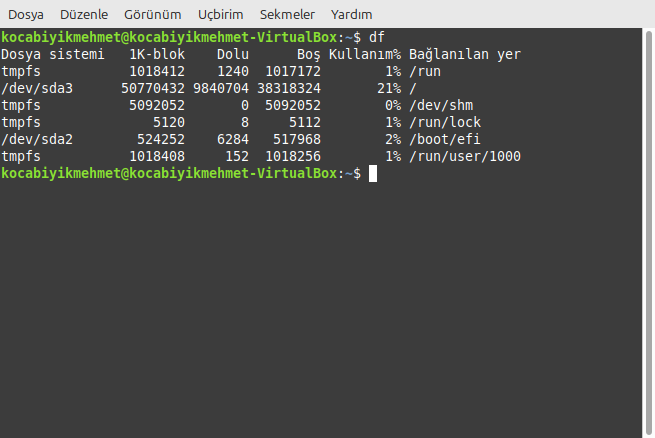 Dosya Düzenle Görünüm Uçbirim Sekmeler Yardım
kocabiyikmehmet@kocabiyikmehmet-VirtualBox:~$ df
Dosya sistemi 1K-blok Dolu Boş Kullanım% Bağlanılan yer
tmpfs 1018412 1240 1017172 1% /run
/dev/sda3 50770432 9840704 38318324 21% /
tmpfs 5092052 0 5092052 0% /dev/shm
tmpfs 5120 8 5112 1% /run/lock
/dev/sda2 524252 6284 517968 2% /boot/efi
tmpfs 1018408 152 1018256 1% /run/user/1000
kocabiyikmehmet@kocabiyikmehmet-VirtualBox:~$